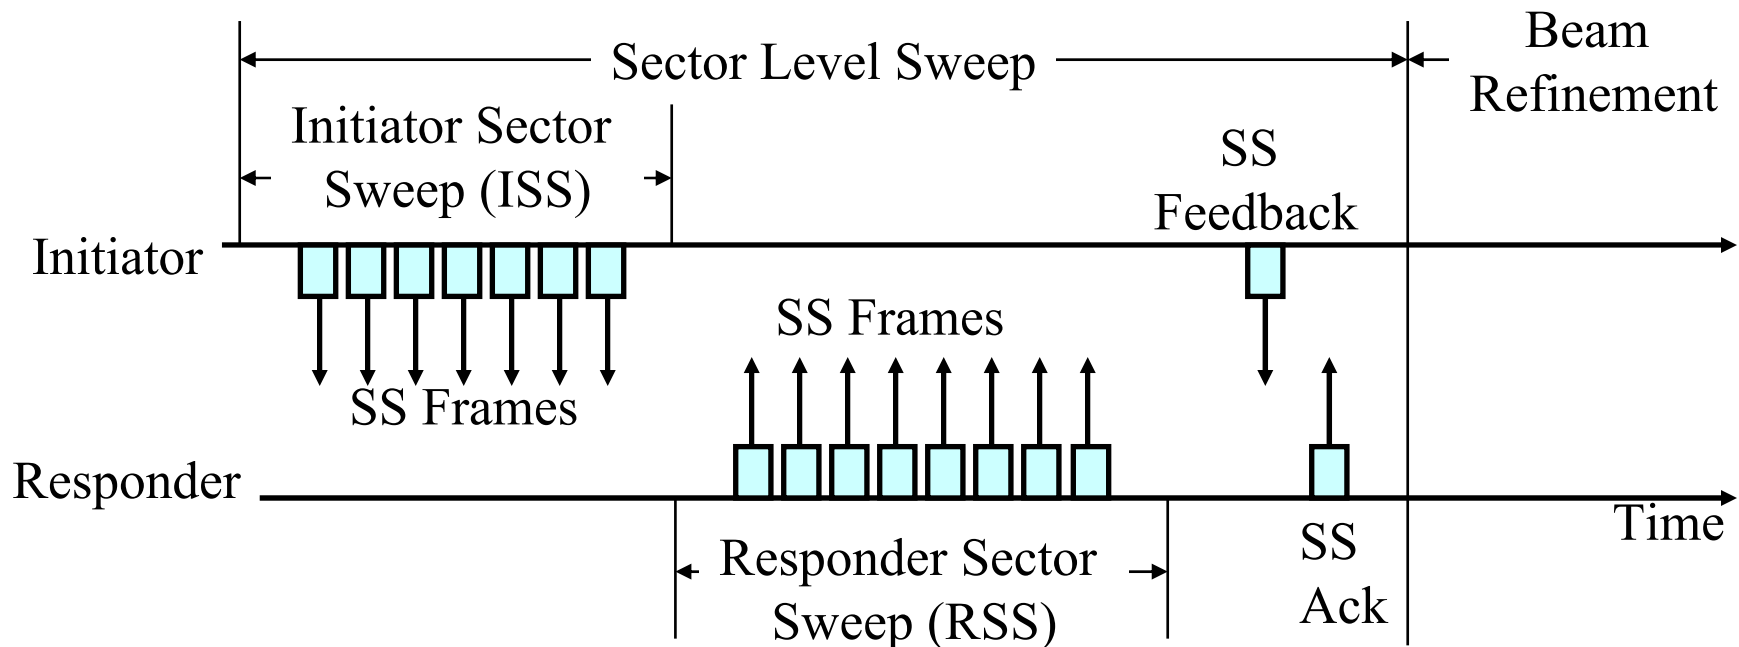 Beam
Refinement
Sector Level Sweep
Initiator Sector
Sweep (ISS)
SS
Feedback
Initiator
SS Frames
SS Frames
Responder
Time
Responder Sector
Sweep (RSS)
SS
Ack